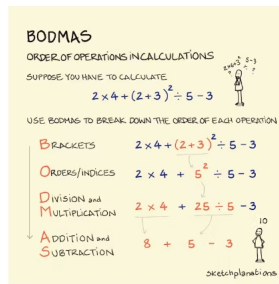 BODMAS
ORDER OF OPERATIONS IN CALCULATIONS
SUPPOSE YOU HAVE TO CALCULATE
2×4+(2+3)²÷5-3
USE BODMAS TO BREAK DOWN THE ORDER OF EACH OPERATION
BRACKETS 2×4+(2+3)²÷5-3
ORDERS/INDICES 2 × 4 + 5² ÷ 5 - 3
DIVISION AND
MULTIPLICATION 2 × 4 + 25 ÷ 5 - 3
ADDITION AND
SUBTRACTION 8 + 5 - 3
10
sketchplanations